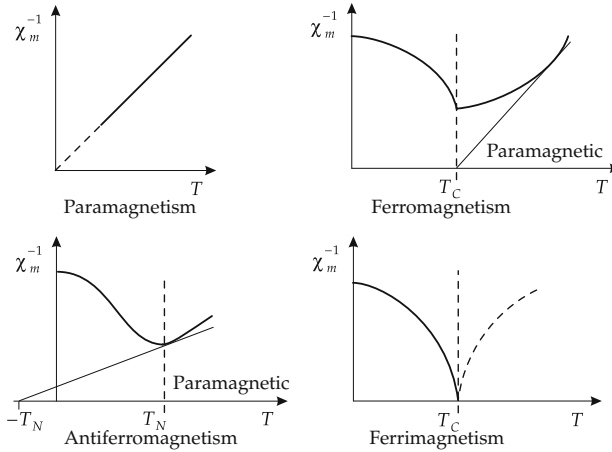 χ_m^{-1}
T
Paramagnetism
χ_m^{-1}
Paramagnetic
T_C
T
Ferromagnetism
χ_m^{-1}
Paramagnetic
−T_N
T_N
T
Antiferromagnetism
χ_m^{-1}
T_C
T
Ferrimagnetism